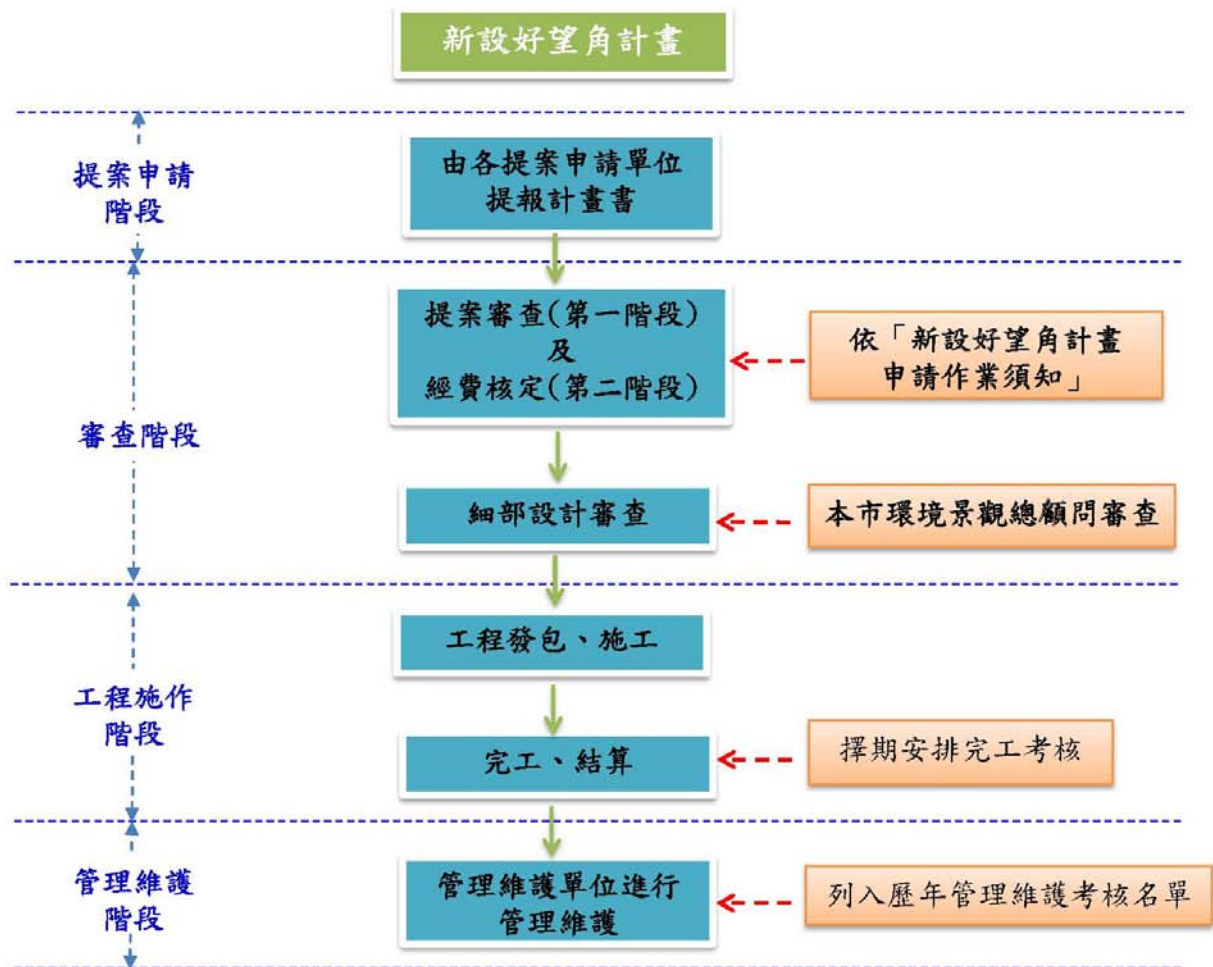 新設好望角計畫
提案申請
階段
由各提案申請單位
提報計畫書
審查階段
提案審查(第一階段)
及
經費核定(第二階段)
依「新設好望角計畫
申請作業須知」
細部設計審查
本市環境景觀總顧問審查
工程施作
階段
工程發包、施工
完工、結算
擇期安排完工考核
管理維護
階段
管理維護單位進行
管理維護
列入歷年管理維護考核名單